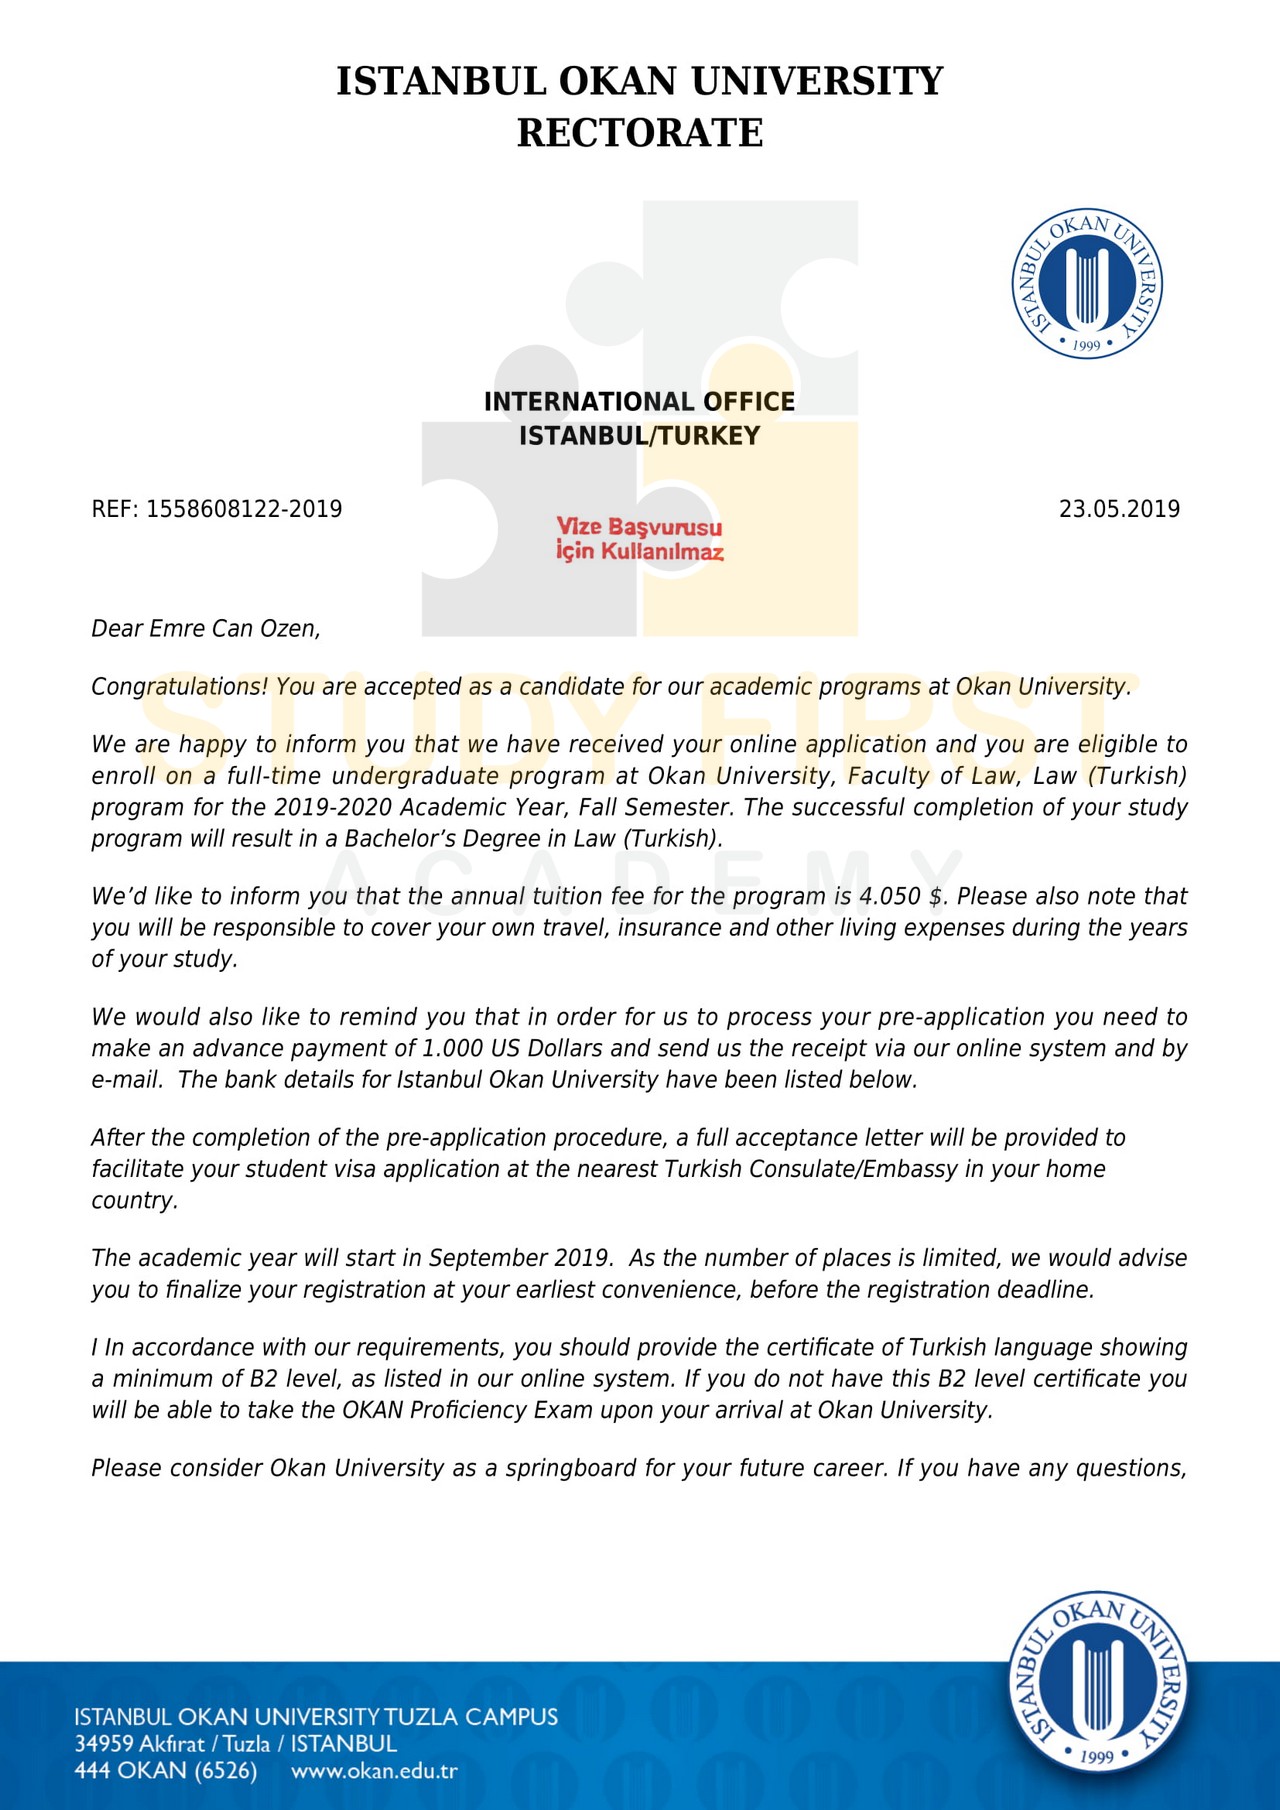 ISTANBUL OKAN UNIVERSITY
RECTORATE
ISTANBUL OKAN UNIVERSITY
• 1999 •
INTERNATIONAL OFFICE
ISTANBUL/TURKEY
REF: 1558608122-2019
23.05.2019
Vize Başvurusu
İçin Kullanılmaz
Dear Emre Can Ozen,
STUDY FIRST
Congratulations! You are accepted as a candidate for our academic programs at Okan University.
We are happy to inform you that we have received your online application and you are eligible to
enroll on a full-time undergraduate program at Okan University, Faculty of Law, Law (Turkish)
program for the 2019-2020 Academic Year, Fall Semester. The successful completion of your study
program will result in a Bachelor’s Degree in Law (Turkish).
ACADEMY
We’d like to inform you that the annual tuition fee for the program is 4.050 $. Please also note that
you will be responsible to cover your own travel, insurance and other living expenses during the years
of your study.
We would also like to remind you that in order for us to process your pre-application you need to
make an advance payment of 1.000 US Dollars and send us the receipt via our online system and by
e-mail.  The bank details for Istanbul Okan University have been listed below.
After the completion of the pre-application procedure, a full acceptance letter will be provided to
facilitate your student visa application at the nearest Turkish Consulate/Embassy in your home
country.
The academic year will start in September 2019.  As the number of places is limited, we would advise
you to finalize your registration at your earliest convenience, before the registration deadline.
I In accordance with our requirements, you should provide the certificate of Turkish language showing
a minimum of B2 level, as listed in our online system. If you do not have this B2 level certificate you
will be able to take the OKAN Proficiency Exam upon your arrival at Okan University.
Please consider Okan University as a springboard for your future career. If you have any questions,
ISTANBUL OKAN UNIVERSITY
• 1999 •
ISTANBUL OKAN UNIVERSITY TUZLA CAMPUS
34959 Akfırat / Tuzla / ISTANBUL
444 OKAN (6526)    www.okan.edu.tr